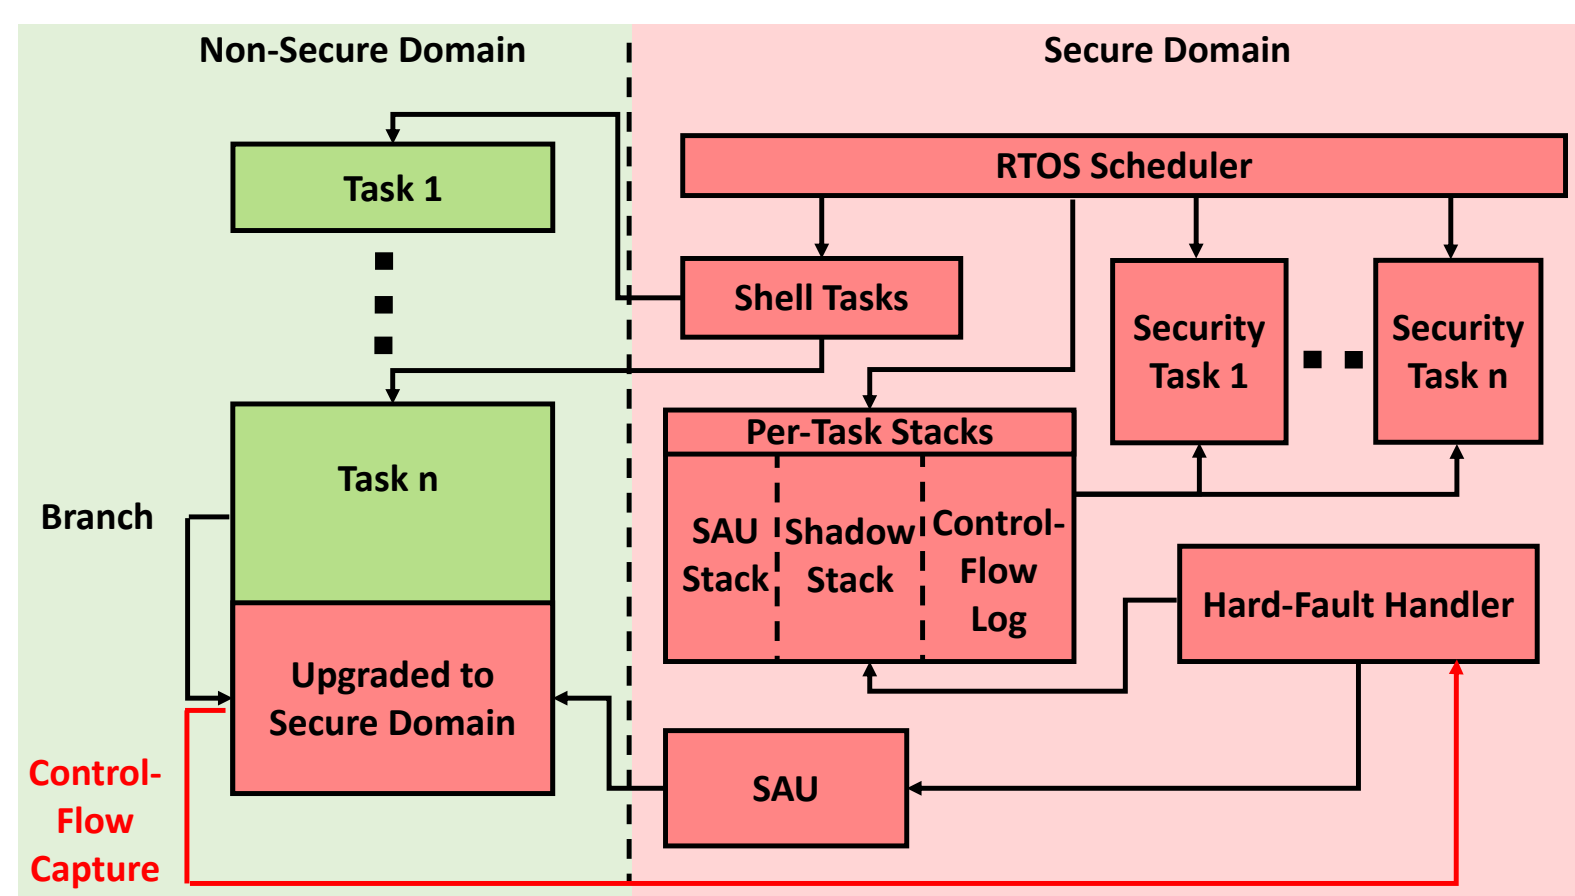 Non-Secure Domain
Secure Domain
Task 1
RTOS Scheduler
Shell Tasks
Security
Task 1
Security
Task n
Per-Task Stacks
SAU
Stack
Shadow
Stack
Control-
Flow
Log
Task n
Branch
Hard-Fault Handler
Upgraded to
Secure Domain
SAU
Control-
Flow
Capture